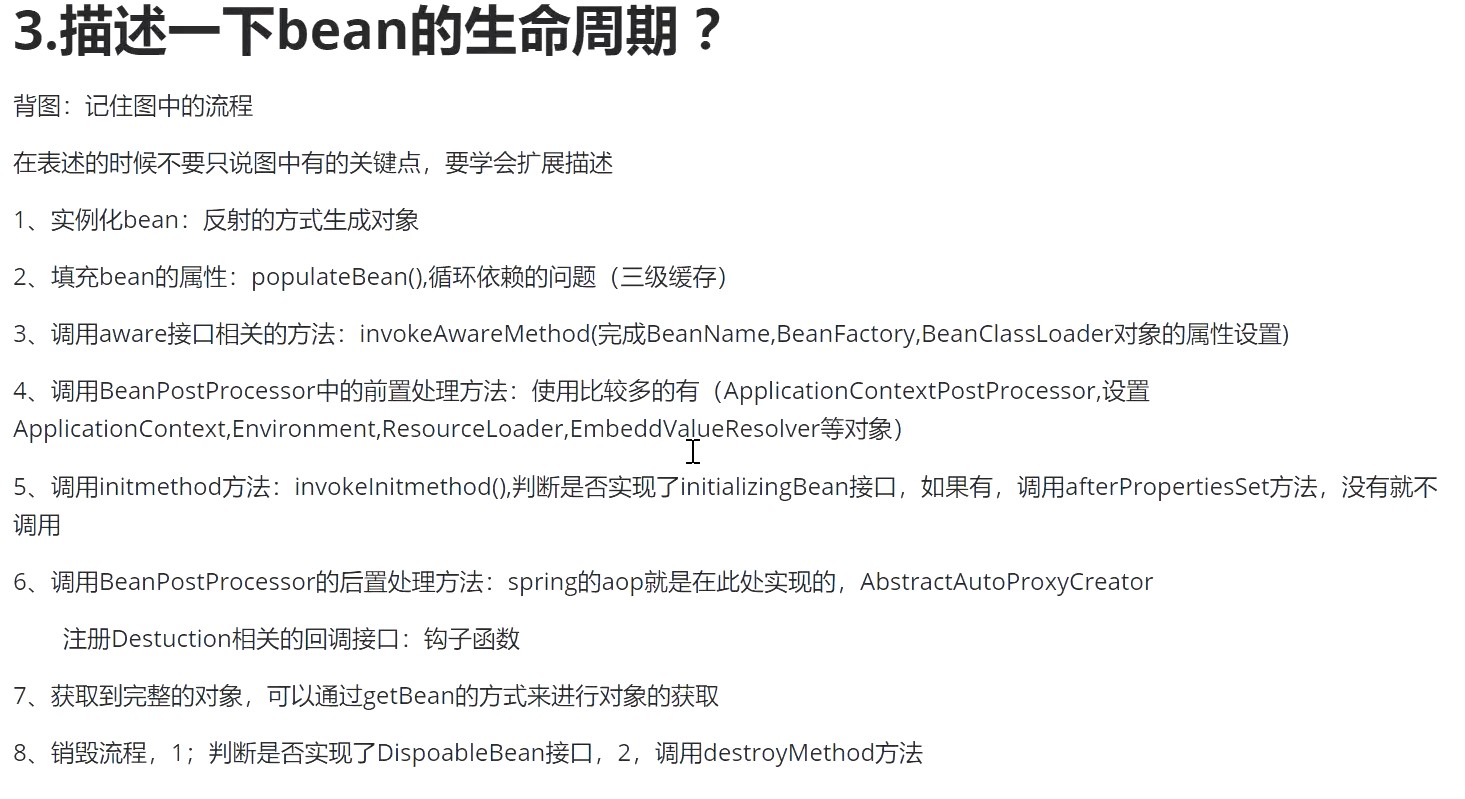 3.描述一下bean的生命周期？
背图：记住图中的流程
在表述的时候不要只说图中有的关键点，要学会扩展描述
1、实例化bean：反射的方式生成对象
2、填充bean的属性：populateBean(),循环依赖的问题（三级缓存）
3、调用aware接口相关的方法：invokeAwareMethod(完成BeanName,BeanFactory,BeanClassLoader对象的属性设置)
4、调用BeanPostProcessor中的前置处理方法：使用比较多的有（ApplicationContextPostProcessor,设置
ApplicationContext,Environment,ResourceLoader,EmbeddValueResolver等对象）
5、调用initmethod方法：invokeInitmethod(),判断是否实现了initializingBean接口，如果有，调用afterPropertiesSet方法，没有就不
调用
6、调用BeanPostProcessor的后置处理方法：spring的aop就是在此处实现的，AbstractAutoProxyCreator
注册Destuction相关的回调接口：钩子函数
7、获取到完整的对象，可以通过getBean的方式来进行对象的获取
8、销毁流程，1；判断是否实现了DispoableBean接口，2，调用destroyMethod方法